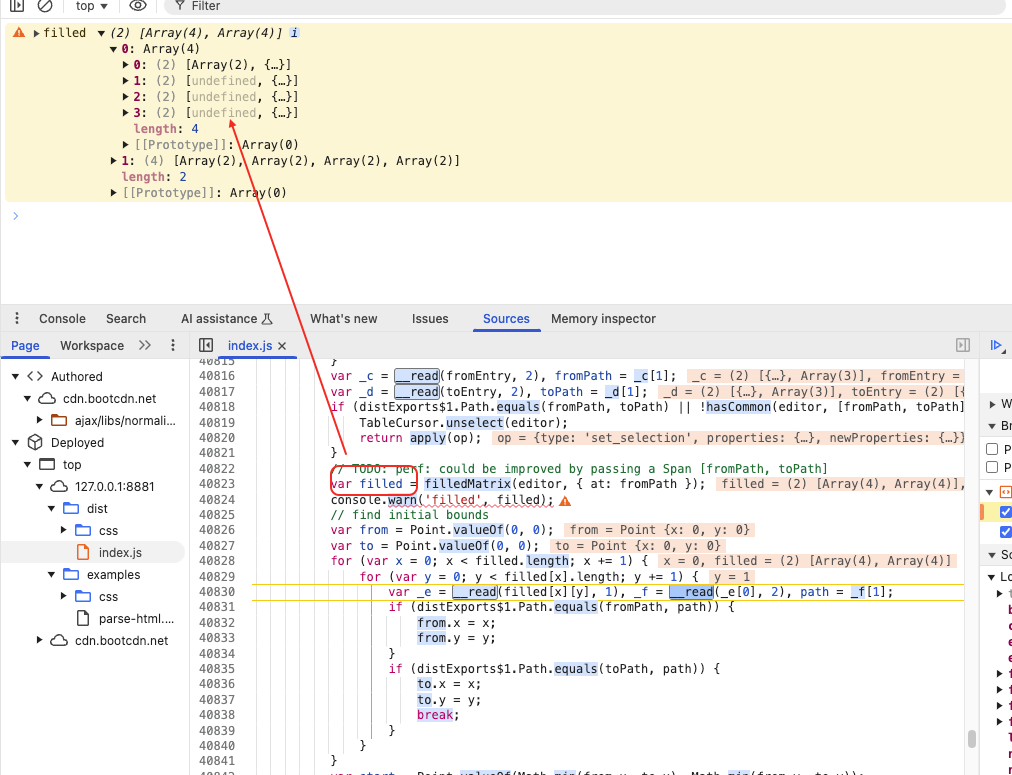 top ▼ Filter
filled (2) [Array(4), Array(4)] i
0: Array(4)
0: (2) [Array(2), {…}]
1: (2) [undefined, {…}]
2: (2) [undefined, {…}]
3: (2) [undefined, {…}]
length: 4
[[Prototype]]: Array(0)
1: (4) [Array(2), Array(2), Array(2), Array(2)]
length: 2
[[Prototype]]: Array(0)
Console Search AI assistance What's new Issues Sources Memory inspector
Page Workspace index.js
Authored
cdn.bootcdn.net
ajax/libs/normali...
Deployed
top
127.0.0.1:8881
dist
css
index.js
examples
css
parse-html....
cdn.bootcdn.net
40815 }
40816 var _c = __read(fromEntry, 2), fromPath = _c[1]; _c = (2) [{…}, Array(3)], fromEntry =
40817 var _d = __read(toEntry, 2), toPath = _d[1]; _d = (2) [{…}, Array(3)], toEntry = (2) [{
40818 if (distExports$1.Path.equals(fromPath, toPath) || !hasCommon(editor, [fromPath, toPath]
40819 TableCursor.unselect(editor);
40820 return apply(op); op = {type: 'set_selection', properties: {…}, newProperties: {…}}
40821 }
40822 // TODO: perf: could be improved by passing a Span [fromPath, toPath]
40823 var filled = filledMatrix(editor, { at: fromPath }); filled = (2) [Array(4), Array(4)],
40824 console.warn('filled', filled);
40825 // find initial bounds
40826 var from = Point.valueOf(0, 0); from = Point {x: 0, y: 0}
40827 var to = Point.valueOf(0, 0); to = Point {x: 0, y: 0}
40828 for (var x = 0; x < filled.length; x += 1) { x = 0, filled = (2) [Array(4), Array(4)]
40829 for (var y = 0; y < filled[x].length; y += 1) { y = 1
40830 var _e = __read(filled[x][y], 1), _f = __read(_e[0], 2), path = _f[1];
40831 if (distExports$1.Path.equals(fromPath, path)) {
40832 from.x = x;
40833 from.y = y;
40834 }
40835 if (distExports$1.Path.equals(toPath, path)) {
40836 to.x = x;
40837 to.y = y;
40838 break;
40839 }
40840 }
40841 }